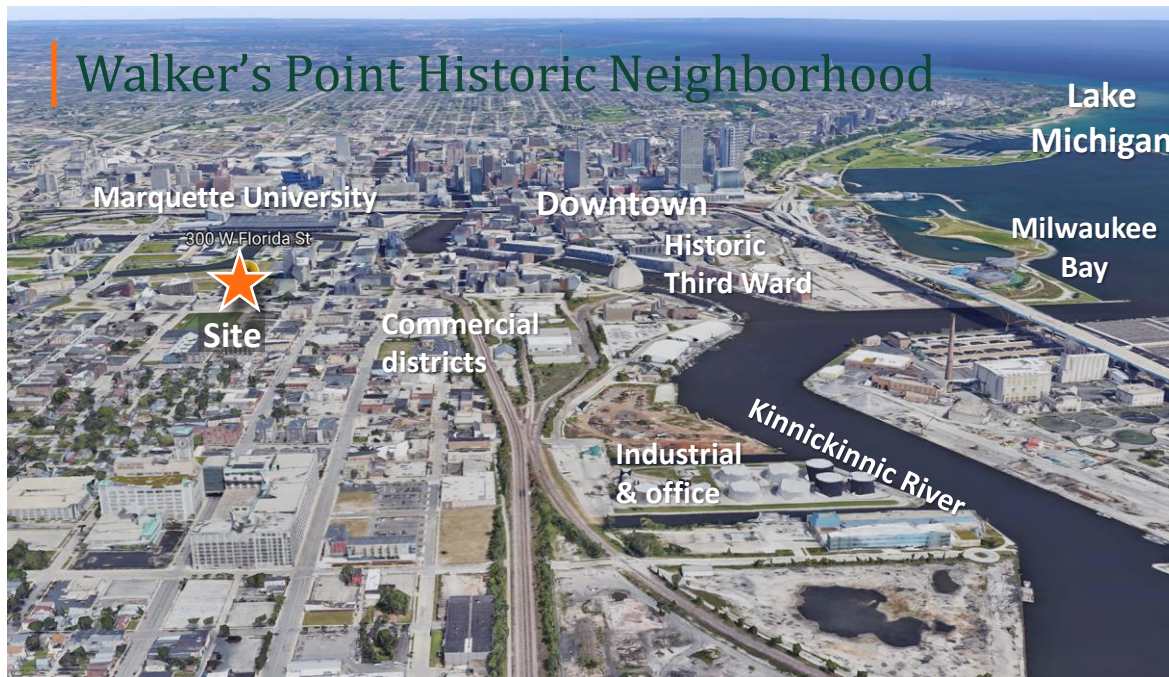 Walker's Point Historic Neighborhood
Lake
Michigan
Marquette University
Downtown
300 W Florida St
Historic
Third Ward
Milwaukee
Bay
Site
Commercial
districts
Industrial
& office
Kinnickinnic River